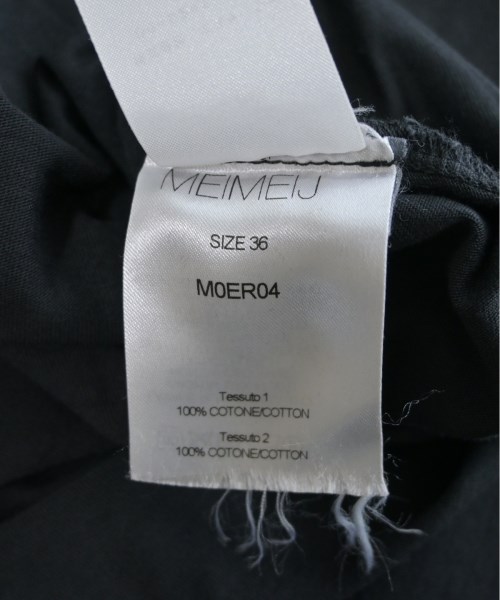 MEIMEIJ
SIZE 36
M0ER04
Tessuto 1
100% COTONE/COTTON
Tessuto 2
100% COTONE/COTTON